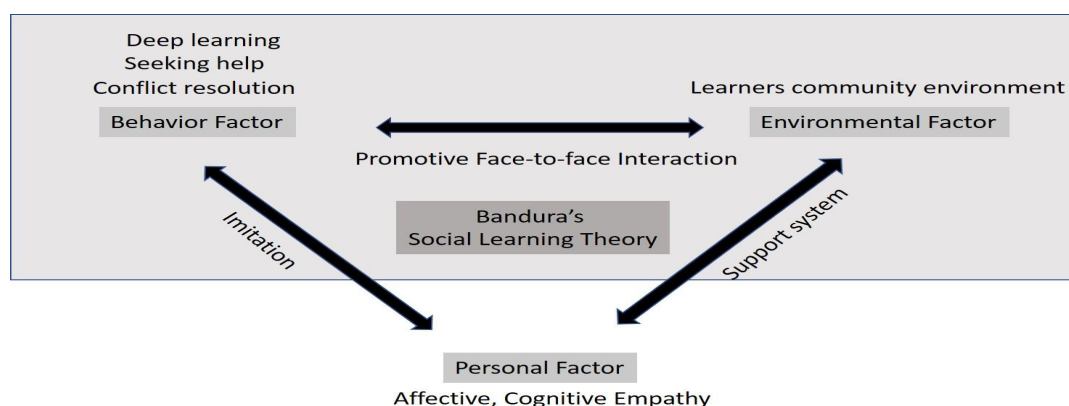 Deep learning
Seeking help
Conflict resolution
Behavior Factor
Learners community environment
Environmental Factor
Promotive Face-to-face Interaction
Imitation
Bandura’s
Social Learning Theory
Support system
Personal Factor
Affective, Cognitive Empathy